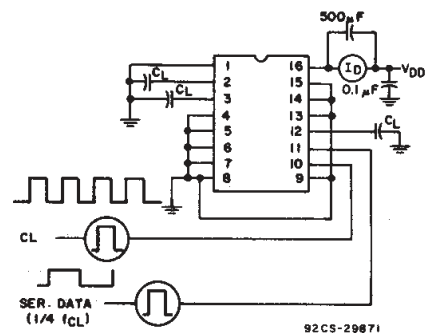 500µF
CL
CL
1
2
3
4
5
6
7
8
16
15
14
13
12
11
10
9
ID
VDD
0.1µF
CL
CL
SER. DATA
(1/4 fCL)
92CS-29871